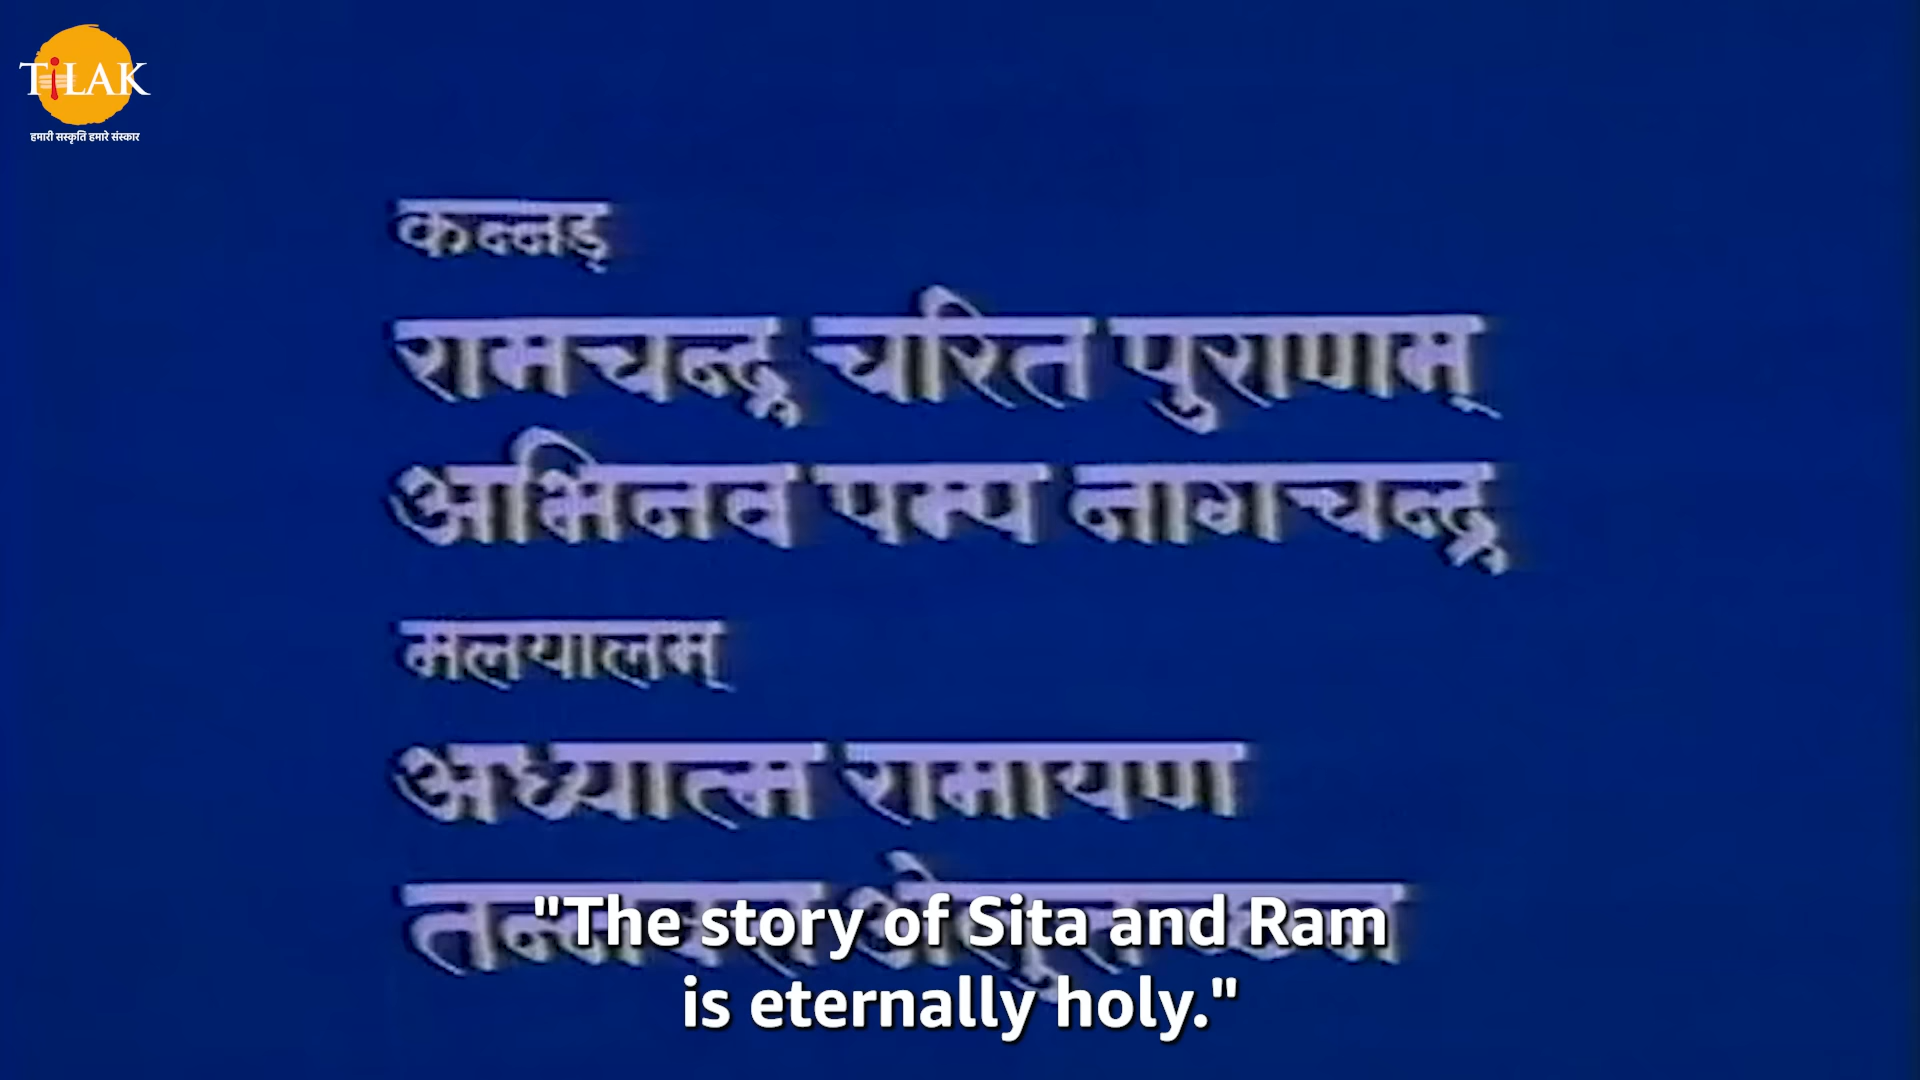 TiLAK
हमारी सस्कृति हमारे संस्कार
कन्नड़
रामचन्द्र चरित पुराणम्
अभिनव पम्प नागचन्द्र
मलयालम्
अध्यात्म रामायण
"The story of Sita and Ram
is eternally holy."